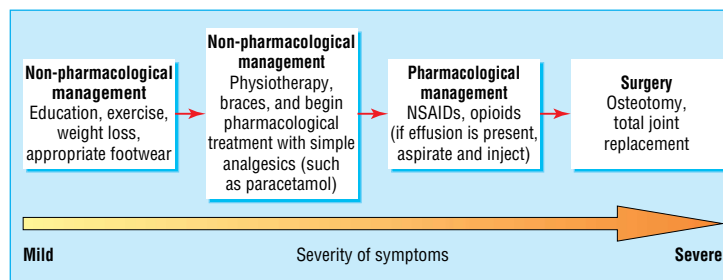 Non-pharmacological
management
Education, exercise,
weight loss,
appropriate footwear
Non-pharmacological
management
Physiotherapy,
braces, and begin
pharmacological
treatment with simple
analgesics (such
as paracetamol)
Pharmacological
management
NSAIDs, opioids
(if effusion is present,
aspirate and inject)
Surgery
Osteotomy,
total joint
replacement
Mild
Severity of symptoms
Severe